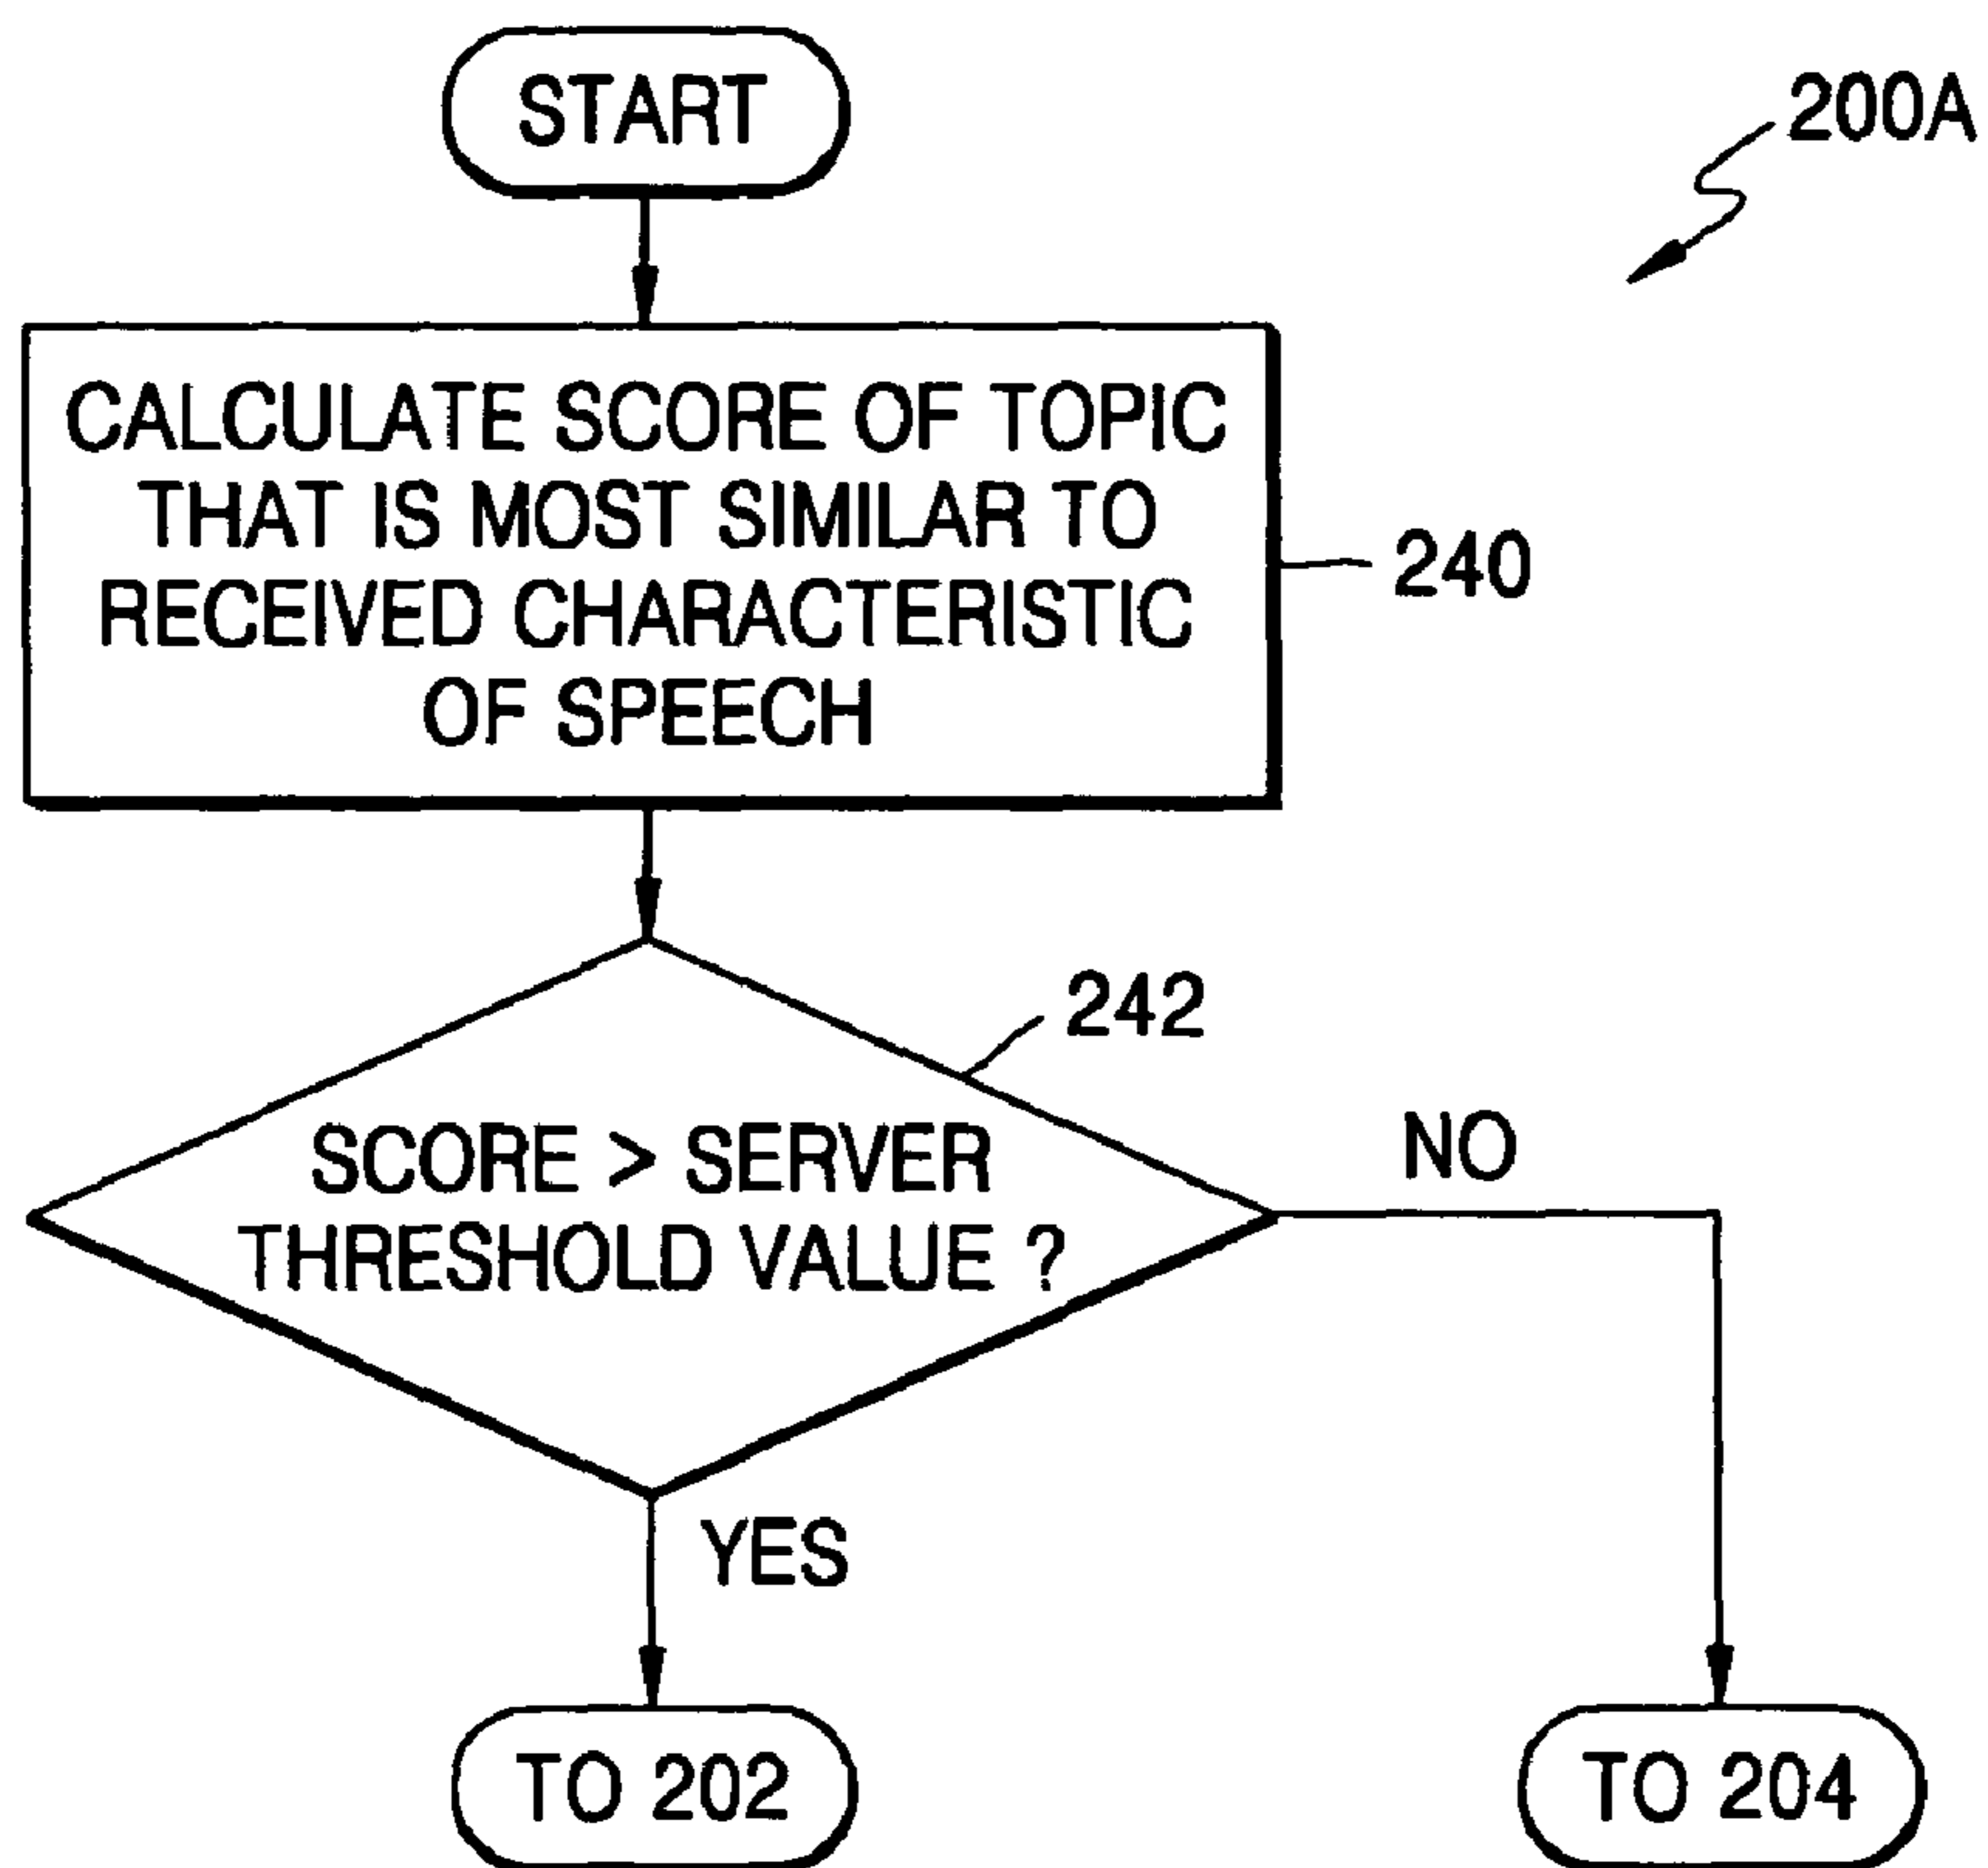 START
200A
CALCULATE SCORE OF TOPIC
THAT IS MOST SIMILAR TO
RECEIVED CHARACTERISTIC
OF SPEECH
240
242
SCORE > SERVER
THRESHOLD VALUE ?
NO
YES
TO 202
TO 204